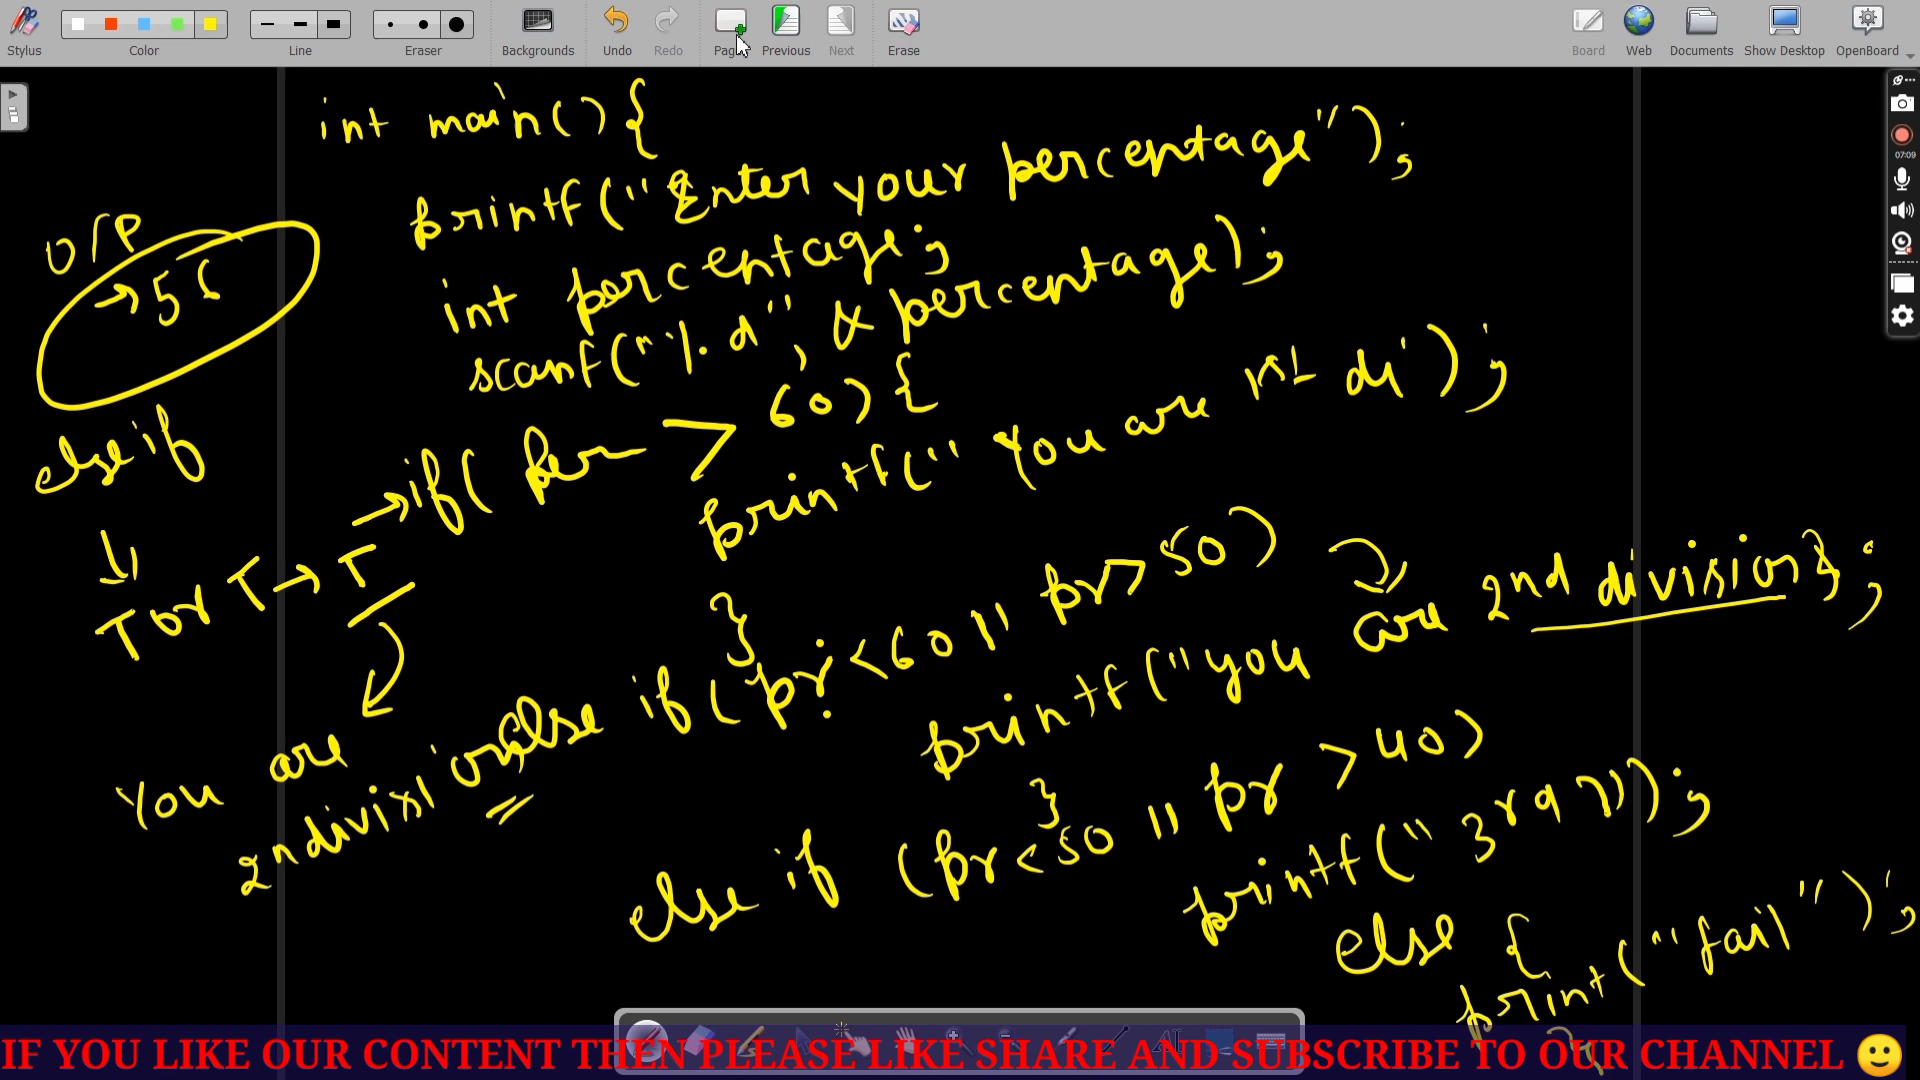 Stylus Color Line Eraser Backgrounds Undo Redo Page Previous Next Erase Board Web Documents Show Desktop OpenBoard
07:09
int main() {
printf("Enter your percentage");
int percentage;
scanf("%d", & percentage);
if( per > 60) {
printf(" You are 1st di');
}
else if( pr < 60 || pr > 50)
printf("you are 2nd division ;
}
else if (pr < 50 || pr > 40)
printf(" 3rd ");
else {
print("fail");
O/P
→ 56
else if
T or T → T
You are
2n division
IF YOU LIKE OUR CONTENT THEN PLEASE LIKE SHARE AND SUBSCRIBE TO OUR CHANNEL 🙂